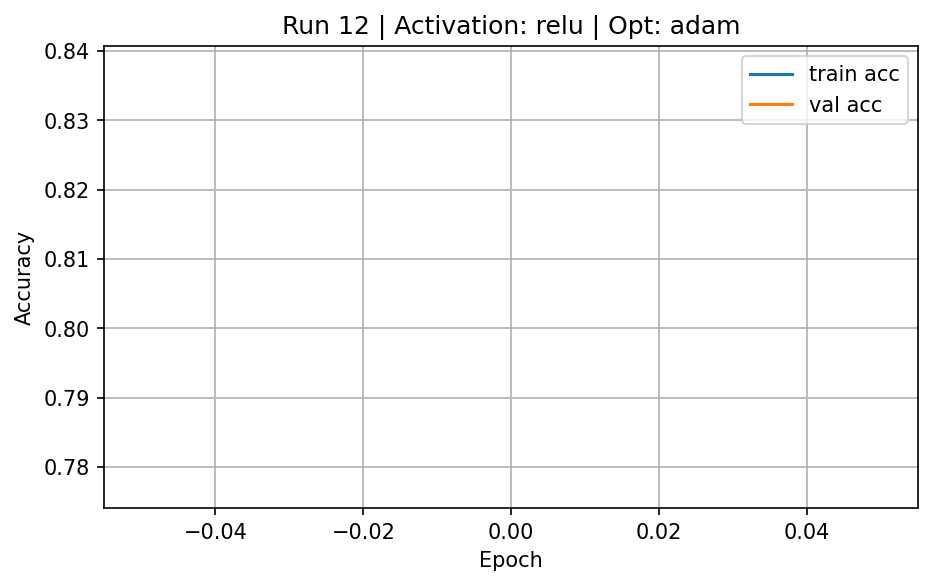 Run 12 | Activation: relu | Opt: adam
train acc
val acc
0.84
0.83
0.82
0.81
0.80
0.79
0.78
Accuracy
−0.04
−0.02
0.00
0.02
0.04
Epoch